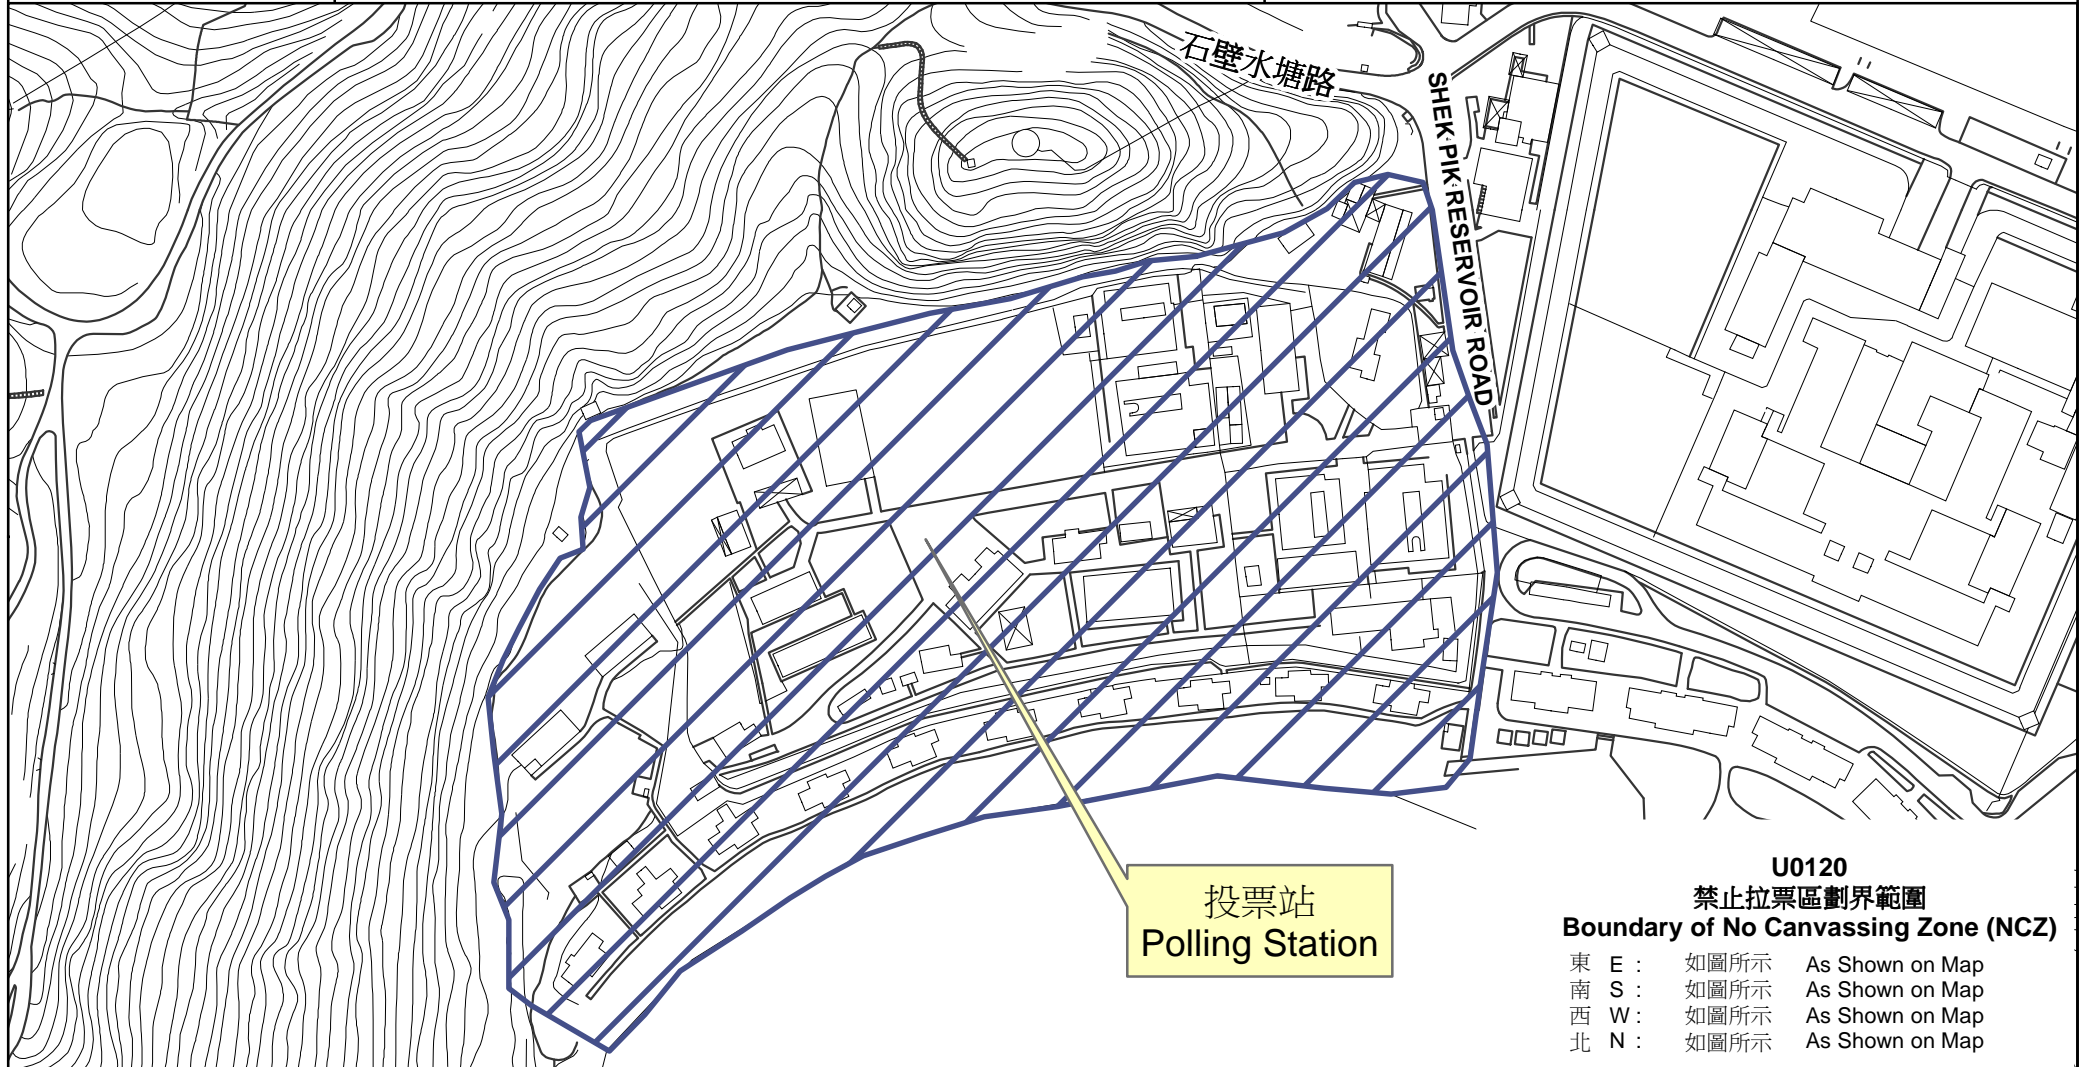 石壁水塘路
SHEK PIK RESERVOIR ROAD
投票站
Polling Station
U0120
禁止拉票區劃界範圍
Boundary of No Canvassing Zone (NCZ)
東 E : 如圖所示 As Shown on Map
南 S : 如圖所示 As Shown on Map
西 W : 如圖所示 As Shown on Map
北 N : 如圖所示 As Shown on Map